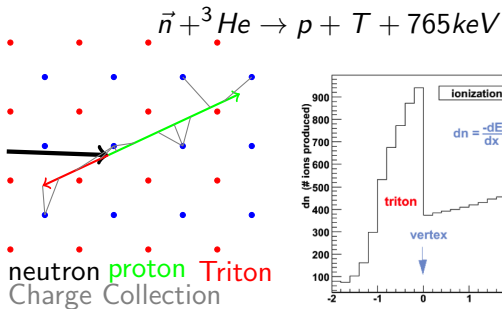 n⃗ +³He → p + T + 765keV
neutron proton Triton
Charge Collection
ionization
dn = -dE
dx
dn (# ions produced)
900
800
700
600
500
400
300
200
100
triton
vertex
-2 -1 0 1